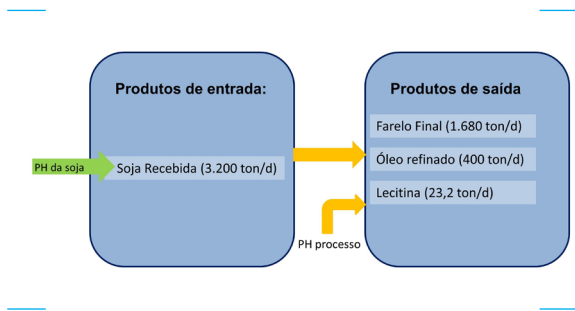 Produtos de entrada:
PH da soja
Soja Recebida (3.200 ton/d)
PH processo
Produtos de saída
Farelo Final (1.680 ton/d)
Óleo refinado (400 ton/d)
Lecitina (23,2 ton/d)